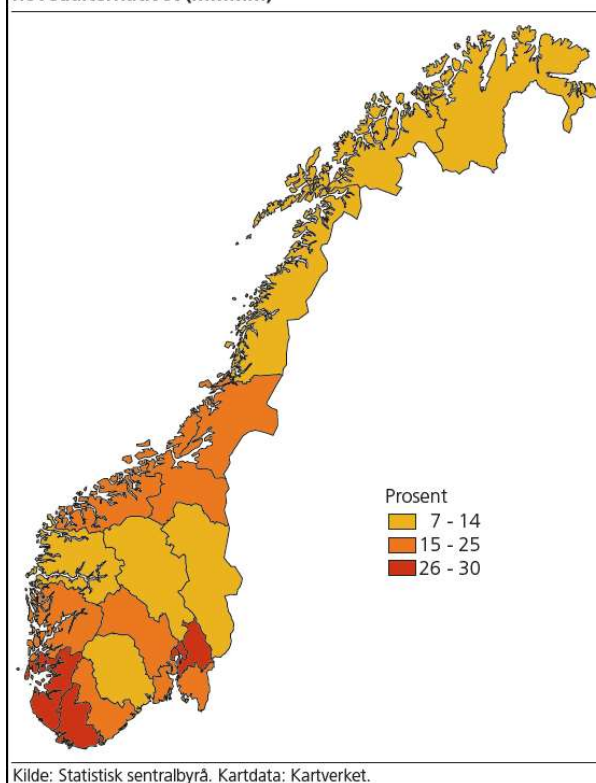 Prosent
7 - 14
15 - 25
26 - 30
Kilde: Statistisk sentralbyrå. Kartdata: Kartverket.